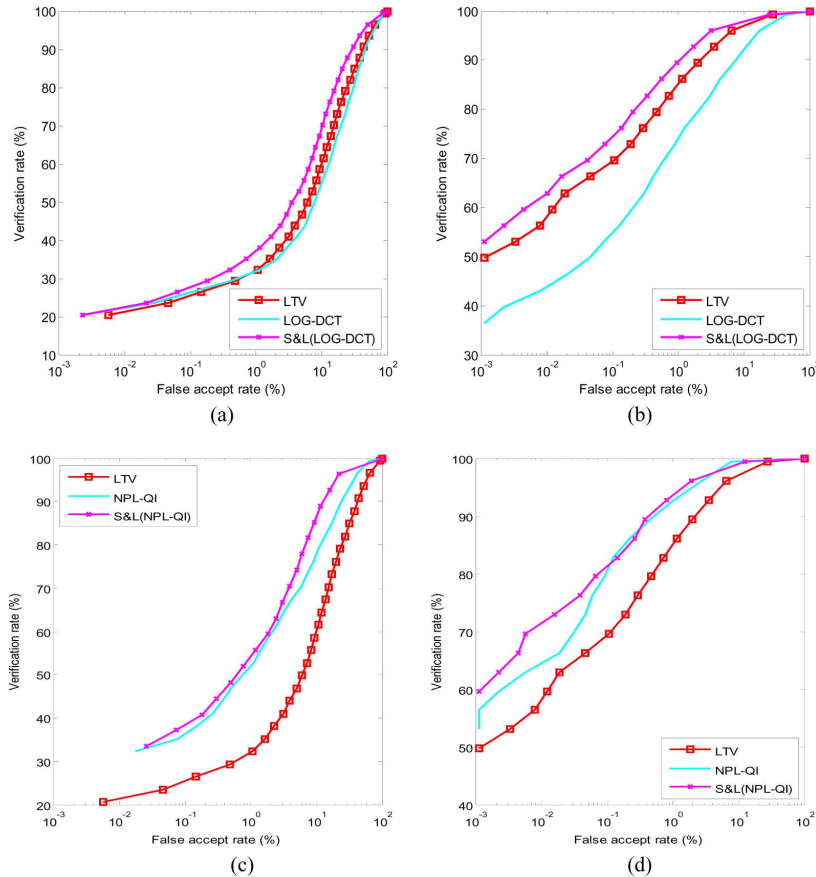 100
90
80
70
60
50
40
30
20
10
Verification rate (%)
LTV
LOG-DCT
S&L(LOG-DCT)
10^-3
10^-2
10^-1
10^0
10^1
10^2
False accept rate (%)
(a)
100
90
80
70
60
50
40
30
Verification rate (%)
LTV
LOG-DCT
S&L(LOG-DCT)
10^-3
10^-2
10^-1
10^0
10^1
10^2
False accept rate (%)
(b)
100
90
80
70
60
50
40
30
20
Verification rate (%)
LTV
NPL-QI
S&L(NPL-QI)
10^-3
10^-2
10^-1
10^0
10^1
10^2
False accept rate (%)
(c)
100
90
80
70
60
50
40
Verification rate (%)
LTV
NPL-QI
S&L(NPL-QI)
10^-3
10^-2
10^-1
10^0
10^1
10^2
False accept rate (%)
(d)